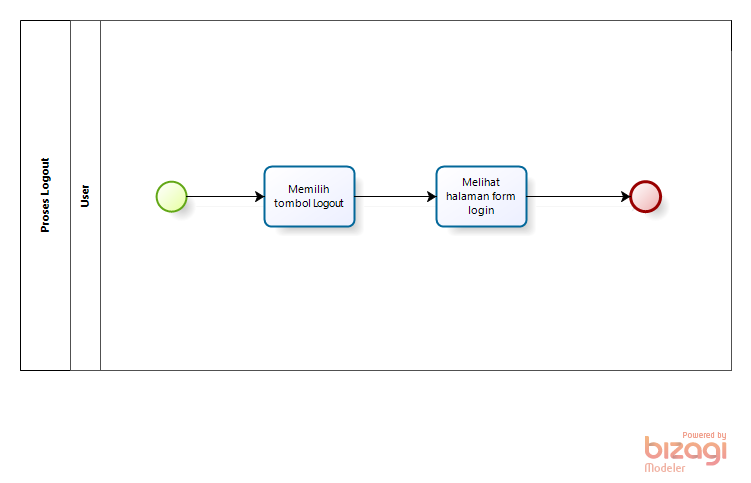 Proses Logout
User
Memilih
tombol Logout
Melihat
halaman form
login
Powered by
bizagi
Modeler